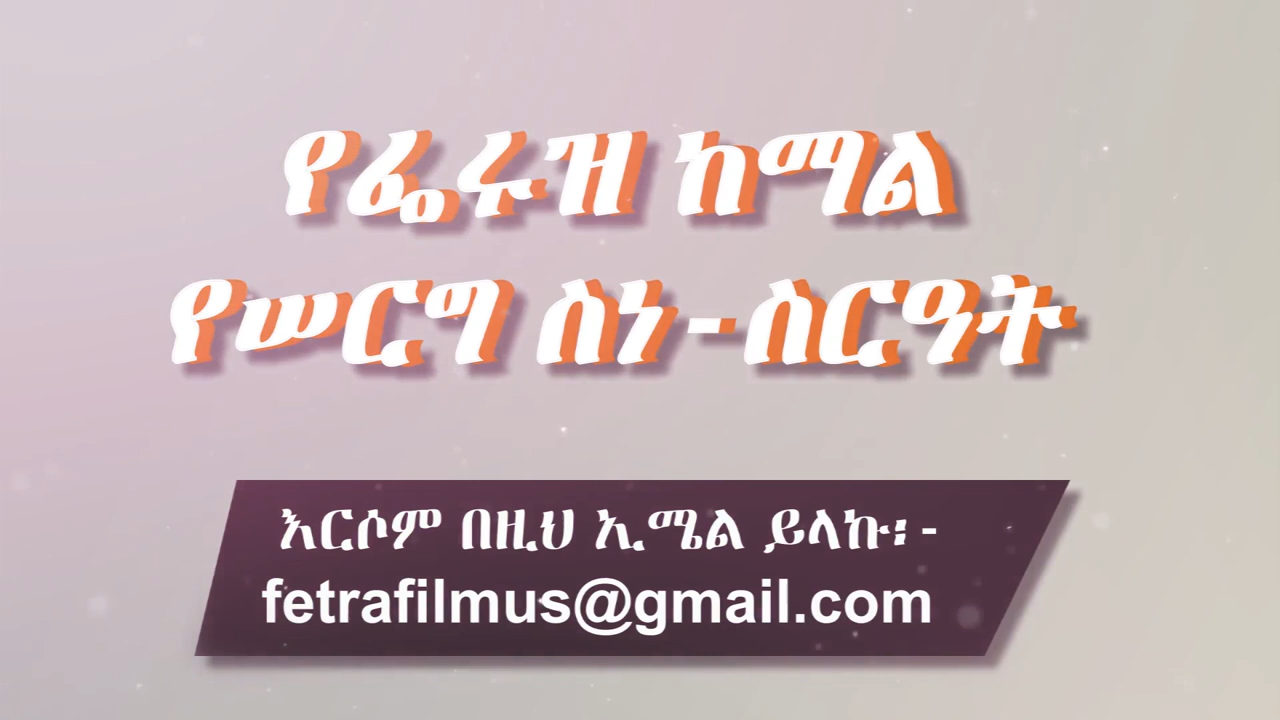 የፌሩዝ ከማል
የሠርግ ስነ-ስርዓት
እርሶም በዚህ ኢሜል ይላኩ፡-
fetrafilmus@gmail.com